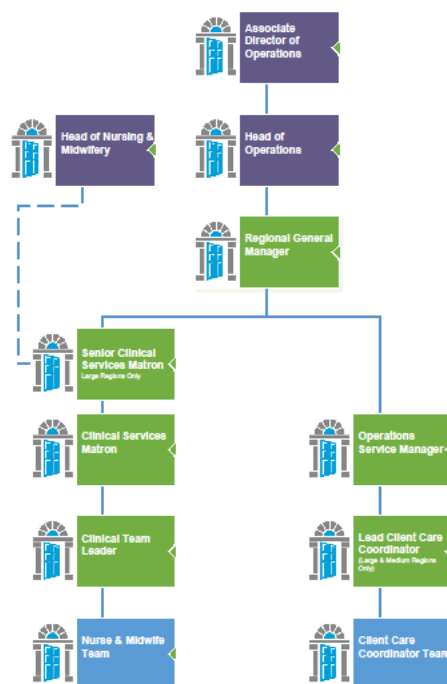 Associate
Director of
Operations
Head of Nursing &
Midwifery
Head of
Operations
Regional General
Manager
Senior Clinical
Services Matron
Large Regions Only
Clinical Services
Matron
Operations
Service Manager
Clinical Team
Leader
Lead Client Care
Coordinator
(Large & Medium Regions
Only)
Nurse & Midwife
Team
Client Care
Coordinator Team